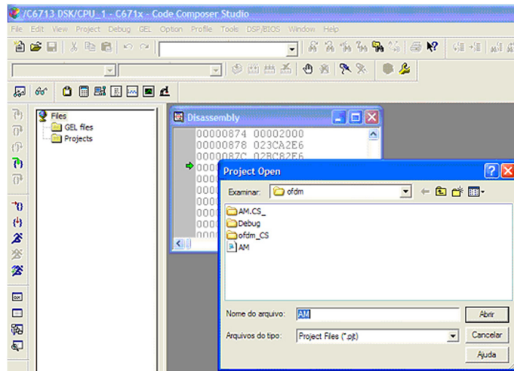 /C6713 DSK/CPU_1 - C671x - Code Composer Studio
File Edit View Project Debug GEL Option Profile Tools DSP/BIOS Window Help
Files
GEL files
Projects
Disassembly
00000874 00002000
00000878 023CA2E6
0000087C 02BC82E6
Project Open
Examinar: ofdm
AM.CS_
Debug
ofdm_CS
AM
Nome do arquivo: AM Abrir
Arquivos do tipo: Project Files (*.pjt) Cancelar
Ajuda